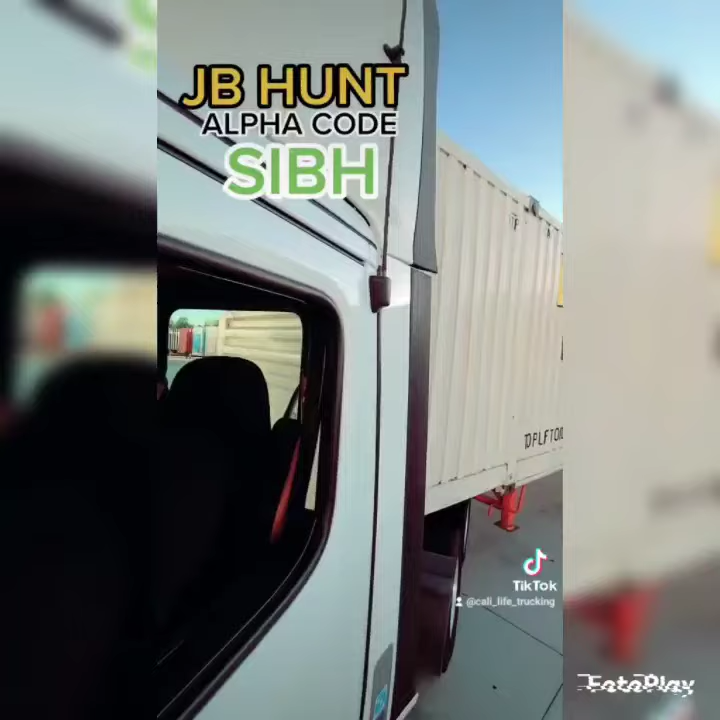 JB HUNT
ALPHA CODE
SIBH
TikTok
@cali_life_trucking
FotoPlay